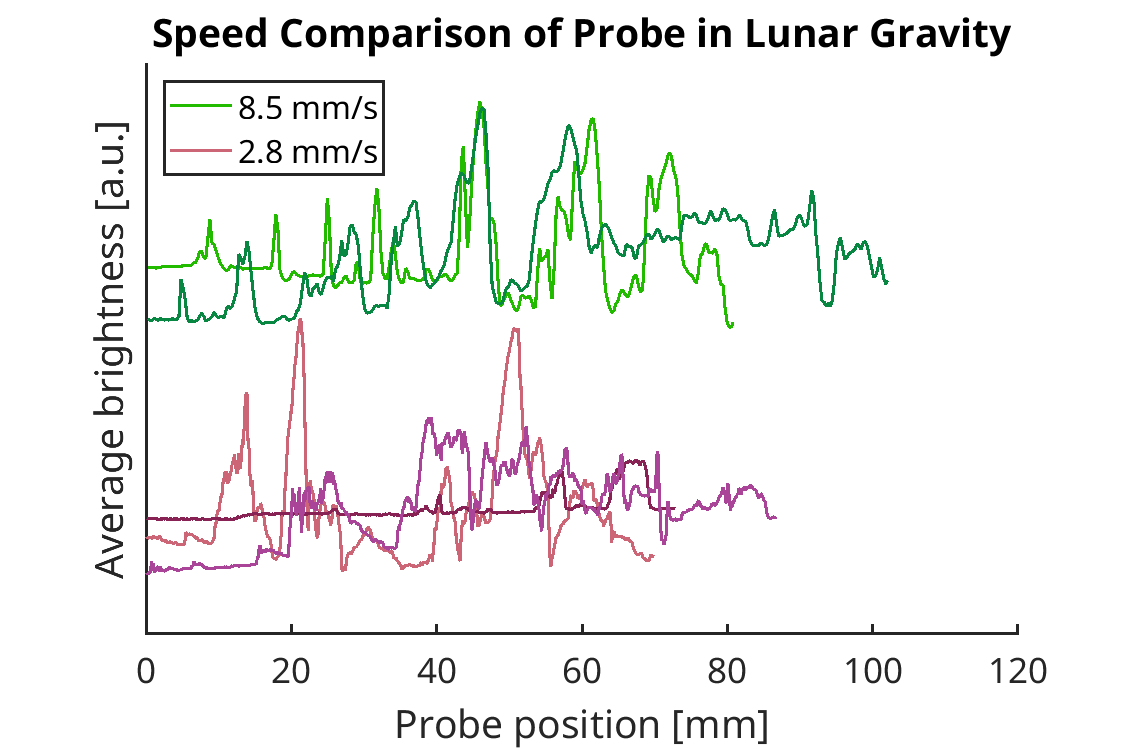 Speed Comparison of Probe in Lunar Gravity
8.5 mm/s
2.8 mm/s
Average brightness [a.u.]
0 20 40 60 80 100 120
Probe position [mm]